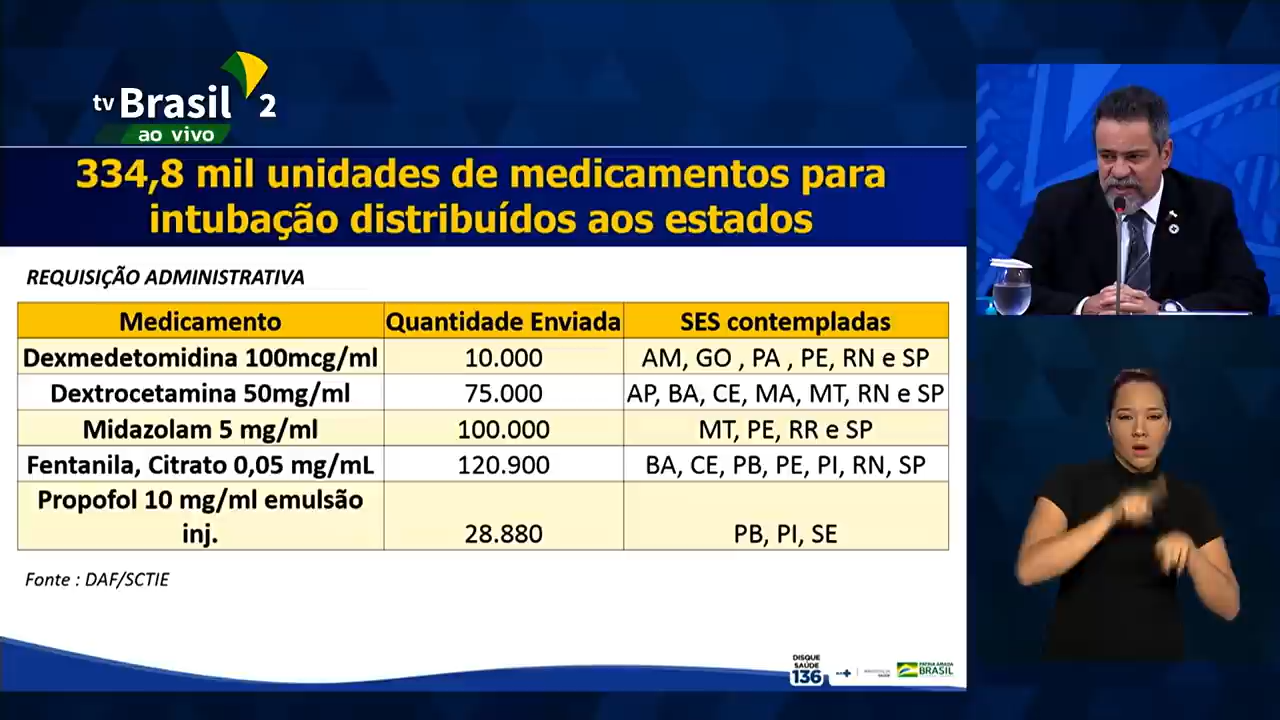 tv Brasil 2
ao vivo
334,8 mil unidades de medicamentos para
intubação distribuídos aos estados
REQUISIÇÃO ADMINISTRATIVA
Medicamento Quantidade Enviada SES contempladas
Dexmedetomidina 100mcg/ml 10.000 AM, GO , PA , PE, RN e SP
Dextrocetamina 50mg/ml 75.000 AP, BA, CE, MA, MT, RN e SP
Midazolam 5 mg/ml 100.000 MT, PE, RR e SP
Fentanila, Citrato 0,05 mg/mL 120.900 BA, CE, PB, PE, PI, RN, SP
Propofol 10 mg/ml emulsão
inj. 28.880 PB, PI, SE
Fonte : DAF/SCTIE
DISQUE
SAÚDE
136
PÁTRIA AMADA
BRASIL